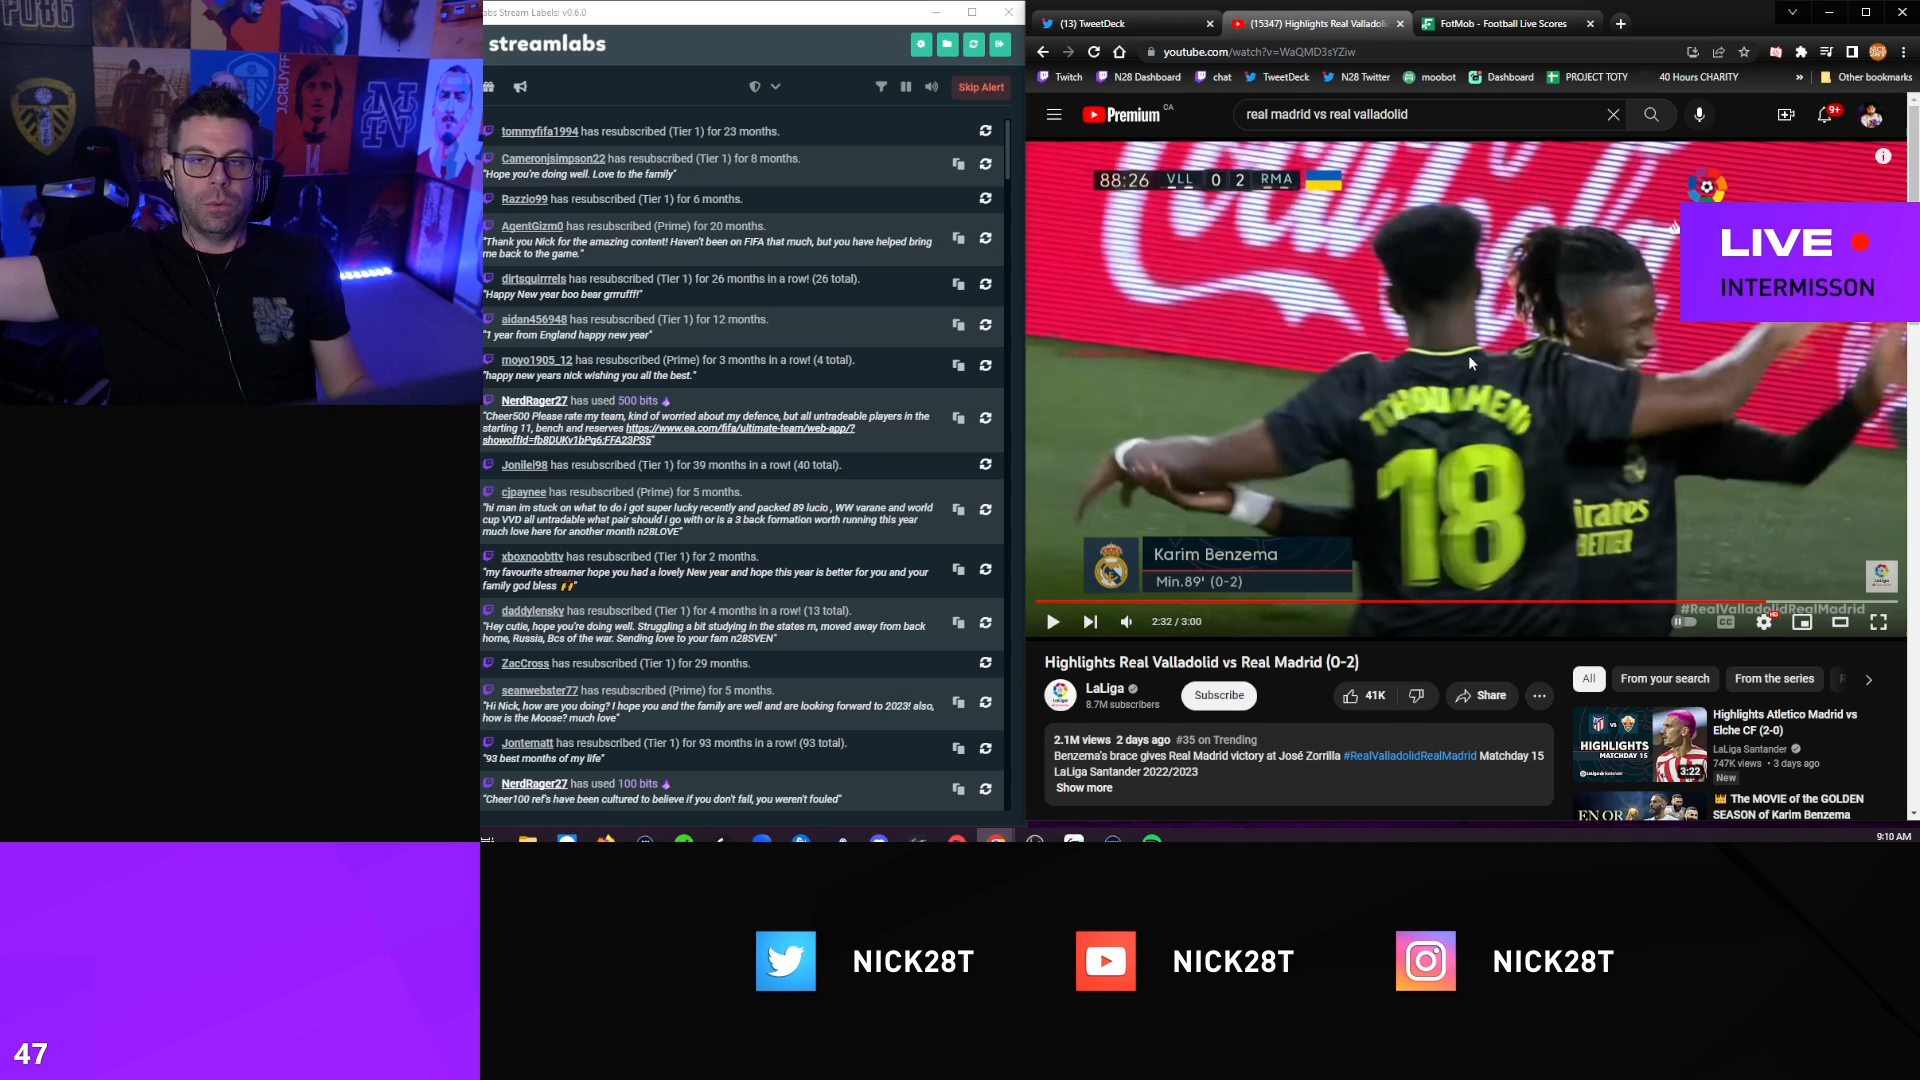 PUBG
J.CRUYFF
47
abs Stream Labels: v0.6.0
streamlabs
Skip Alert
tommyfifa1994 has resubscribed (Tier 1) for 23 months.
Cameronjsimpson22 has resubscribed (Tier 1) for 8 months.
"Hope you're doing well. Love to the family"
Razzio99 has resubscribed (Tier 1) for 6 months.
AgentGizm0 has resubscribed (Prime) for 20 months.
"Thank you Nick for the amazing content! Haven't been on FIFA that much, but you have helped bring
me back to the game."
dirtsquirrrels has resubscribed (Tier 1) for 26 months in a row! (26 total).
"Happy New year boo bear grrrufff!"
aidan456948 has resubscribed (Tier 1) for 12 months.
"1 year from England happy new year"
moyo1905_12 has resubscribed (Prime) for 3 months in a row! (4 total).
"happy new years nick wishing you all the best."
NerdRager27 has used 500 bits
"Cheer500 Please rate my team, kind of worried about my defence, but all untradeable players in the
starting 11, bench and reserves https://www.ea.com/fifa/ultimate-team/web-app/?
showoffId=fb8DUKv1bPq6:FFA23PS5"
Jonilei98 has resubscribed (Tier 1) for 39 months in a row! (40 total).
cjpaynee has resubscribed (Prime) for 5 months.
"hi man im stuck on what to do i got super lucky recently and packed 89 lucio , WW varane and world
cup VVD all untradable what pair should i go with or is a 3 back formation worth running this year
much love here for another month n28LOVE"
xboxnoobttv has resubscribed (Tier 1) for 2 months.
"my favourite streamer hope you had a lovely New year and hope this year is better for you and your
family god bless 🙌"
daddylensky has resubscribed (Tier 1) for 4 months in a row! (13 total).
"Hey cutie, hope you're doing well. Struggling a bit studying in the states rn, moved away from back
home, Russia, Bcs of the war. Sending love to your fam n28SVEN"
ZacCross has resubscribed (Tier 1) for 29 months.
seanwebster77 has resubscribed (Prime) for 5 months.
"Hi Nick, how are you doing? I hope you and the family are well and are looking forward to 2023! also,
how is the Moose? much love"
Jontematt has resubscribed (Tier 1) for 93 months in a row! (93 total).
"93 best months of my life"
NerdRager27 has used 100 bits
"Cheer100 ref's have been cultured to believe if you don't fall, you weren't fouled"
(13) TweetDeck
(15347) Highlights Real Valladoli
FotMob - Football Live Scores
youtube.com/watch?v=WaQMD3sYZiw
Twitch
N28 Dashboard
chat
TweetDeck
N28 Twitter
moobot
Dashboard
PROJECT TOTY
40 Hours CHARITY
»
Other bookmarks
Premium CA
real madrid vs real valladolid
9+
88:26 VLL 0 2 RMA
LIVE
INTERMISSON
TCHOUAMENI
18
irates
BETTER
Karim Benzema
Min.89' (0-2)
#RealValladolidRealMadrid
2:32 / 3:00
CC
HD
Highlights Real Valladolid vs Real Madrid (0-2)
LaLiga
8.7M subscribers
Subscribe
41K
Share
2.1M views 2 days ago #35 on Trending
Benzema's brace gives Real Madrid victory at José Zorrilla #RealValladolidRealMadrid Matchday 15
LaLiga Santander 2022/2023
Show more
All
From your search
From the series
HIGHLIGHTS
MATCHDAY 15
3:22
Highlights Atletico Madrid vs
Elche CF (2-0)
LaLiga Santander
747K views • 3 days ago
New
EN OR
👑 The MOVIE of the GOLDEN
SEASON of Karim Benzema
9:10 AM
NICK28T
NICK28T
NICK28T